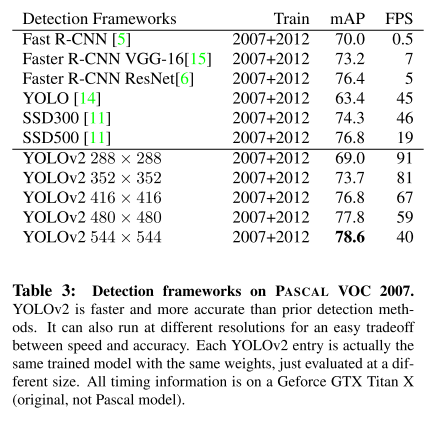 Detection Frameworks Train mAP FPS
Fast R-CNN [5] 2007+2012 70.0 0.5
Faster R-CNN VGG-16[15] 2007+2012 73.2 7
Faster R-CNN ResNet[6] 2007+2012 76.4 5
YOLO [14] 2007+2012 63.4 45
SSD300 [11] 2007+2012 74.3 46
SSD500 [11] 2007+2012 76.8 19
YOLOv2 288 × 288 2007+2012 69.0 91
YOLOv2 352 × 352 2007+2012 73.7 81
YOLOv2 416 × 416 2007+2012 76.8 67
YOLOv2 480 × 480 2007+2012 77.8 59
YOLOv2 544 × 544 2007+2012 78.6 40
Table 3: Detection frameworks on PASCAL VOC 2007.
YOLOv2 is faster and more accurate than prior detection meth-
ods. It can also run at different resolutions for an easy tradeoff
between speed and accuracy. Each YOLOv2 entry is actually the
same trained model with the same weights, just evaluated at a dif-
ferent size. All timing information is on a Geforce GTX Titan X
(original, not Pascal model).